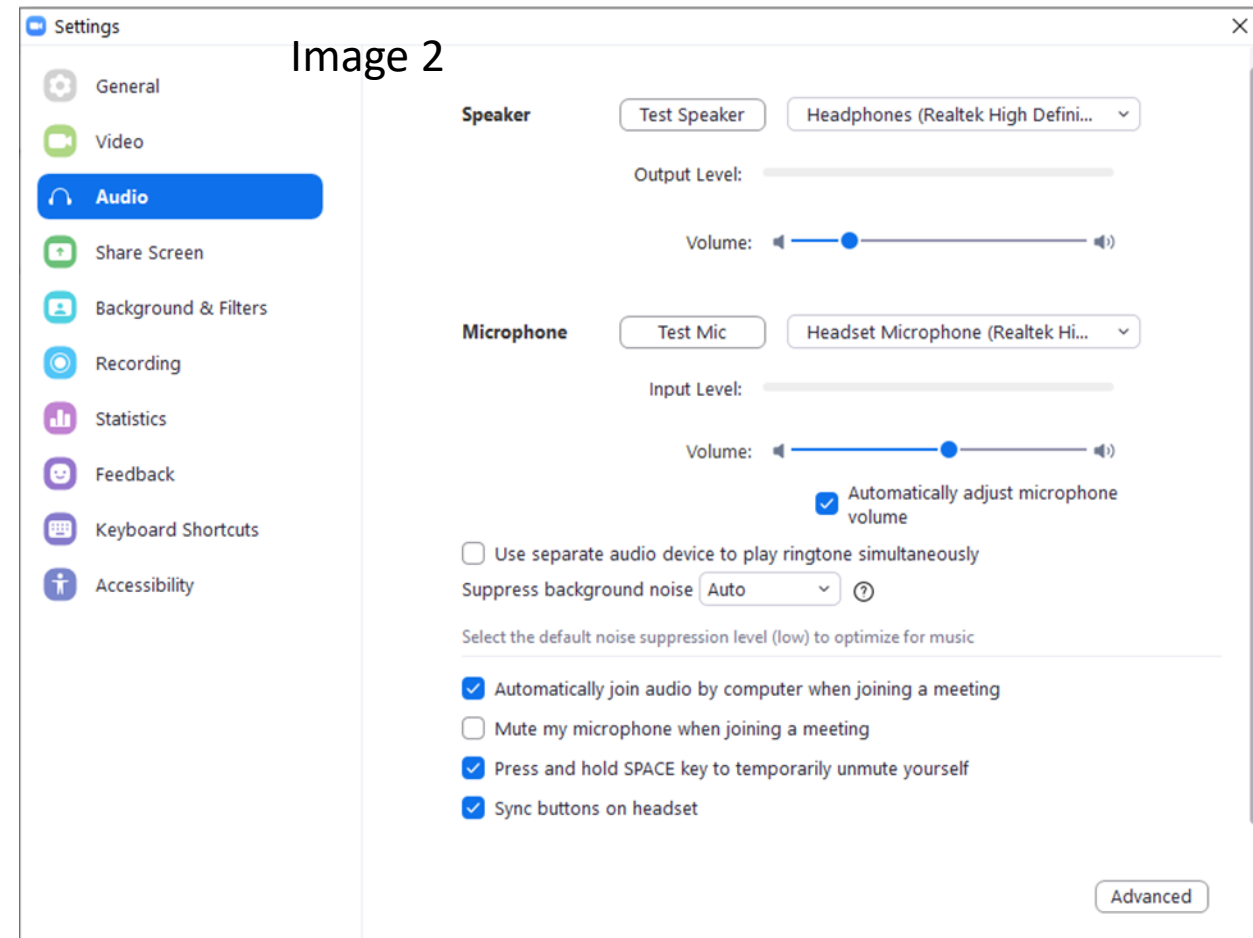 Settings
Image 2
General
Video
Audio
Share Screen
Background & Filters
Recording
Statistics
Feedback
Keyboard Shortcuts
Accessibility
Speaker Test Speaker Headphones (Realtek High Defini...
Output Level:
Volume:
Microphone Test Mic Headset Microphone (Realtek Hi...
Input Level:
Volume:
Automatically adjust microphone
volume
Use separate audio device to play ringtone simultaneously
Suppress background noise Auto
Select the default noise suppression level (low) to optimize for music
Automatically join audio by computer when joining a meeting
Mute my microphone when joining a meeting
Press and hold SPACE key to temporarily unmute yourself
Sync buttons on headset
Advanced